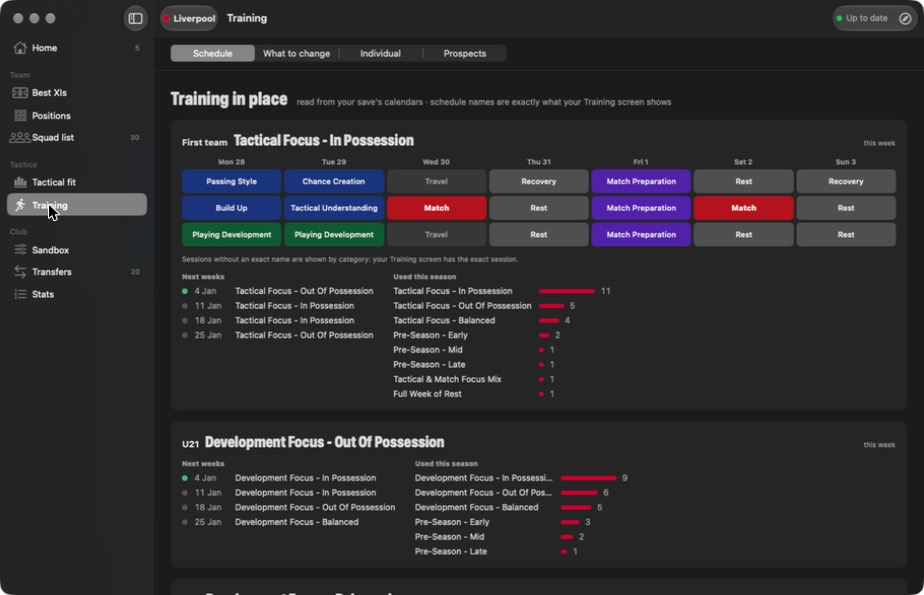 Liverpool
Training
Up to date
Home 5
Team
Best XIs
Positions
Squad list 30
Tactics
Tactical fit
Training
Club
Sandbox
Transfers 20
Stats
Schedule What to change Individual Prospects
Training in place read from your save's calendars - schedule names are exactly what your Training screen shows
First team Tactical Focus - In Possession this week
Mon 28 Tue 29 Wed 30 Thu 31 Fri 1 Sat 2 Sun 3
Passing Style Chance Creation Travel Recovery Match Preparation Rest Recovery
Build Up Tactical Understanding Match Rest Match Preparation Match Rest
Playing Development Playing Development Travel Rest Match Preparation Rest Rest
Sessions without an exact name are shown by category: your Training screen has the exact session.
Next weeks
4 Jan Tactical Focus - Out Of Possession
11 Jan Tactical Focus - In Possession
18 Jan Tactical Focus - In Possession
25 Jan Tactical Focus - Out Of Possession
Used this season
Tactical Focus - In Possession 11
Tactical Focus - Out Of Possession 5
Tactical Focus - Balanced 4
Pre-Season - Early 2
Pre-Season - Mid 1
Pre-Season - Late 1
Tactical & Match Focus Mix 1
Full Week of Rest 1
U21 Development Focus - Out Of Possession this week
Next weeks
4 Jan Development Focus - In Possession
11 Jan Development Focus - In Possession
18 Jan Development Focus - Out Of Possession
25 Jan Development Focus - Balanced
Used this season
Development Focus - In Possessi... 9
Development Focus - Out Of Pos... 6
Development Focus - Balanced 5
Pre-Season - Early 3
Pre-Season - Mid 2
Pre-Season - Late 1